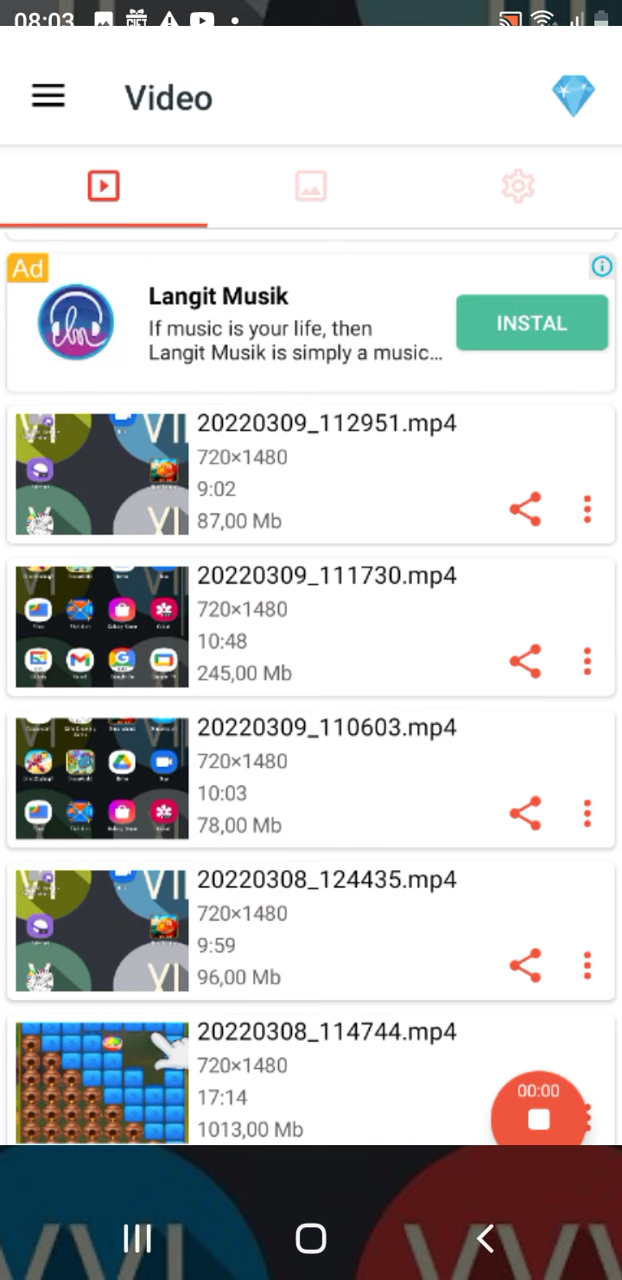 08:03
Video
Ad
Langit Musik
If music is your life, then
Langit Musik is simply a music...
INSTAL
20220309_112951.mp4
720×1480
9:02
87,00 Mb
20220309_111730.mp4
720×1480
10:48
245,00 Mb
20220309_110603.mp4
720×1480
10:03
78,00 Mb
20220308_124435.mp4
720×1480
9:59
96,00 Mb
20220308_114744.mp4
720×1480
17:14
1013,00 Mb
00:00